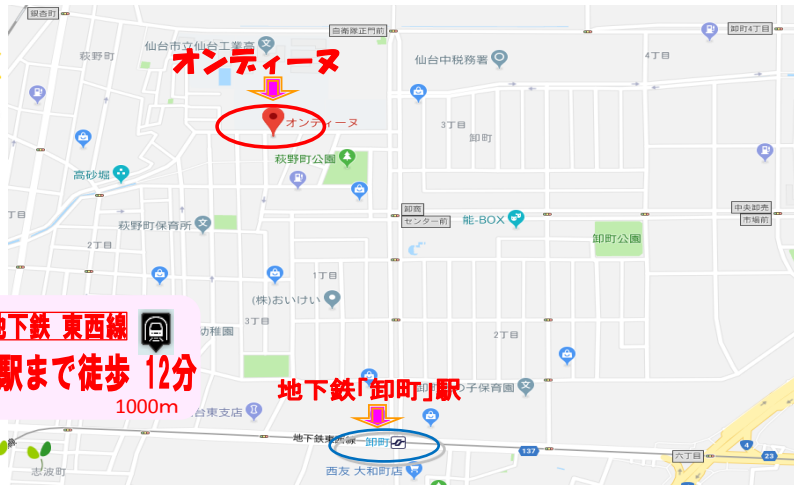 銀杏町
自衛隊正門前
卸町4丁目
萩野町
仙台市立仙台工業高
仙台中税務署
4丁目
オンディーヌ
オンディーヌ
3丁目
卸町
萩野町公園
高砂堀
丁目
卸商
センター前
能-BOX
中央卸売
市場前
萩野町保育所
2丁目
卸町公園
1丁目
(株)おいけい
地下鉄 東西線
幼稚園
3丁目
2丁目
駅まで徒歩 12分
1000m
地下鉄「卸町」駅
卸町
の子保育園
台東支店
地下鉄東西線
卸町
137
六丁目
4
23
志波町
西友 大和町店